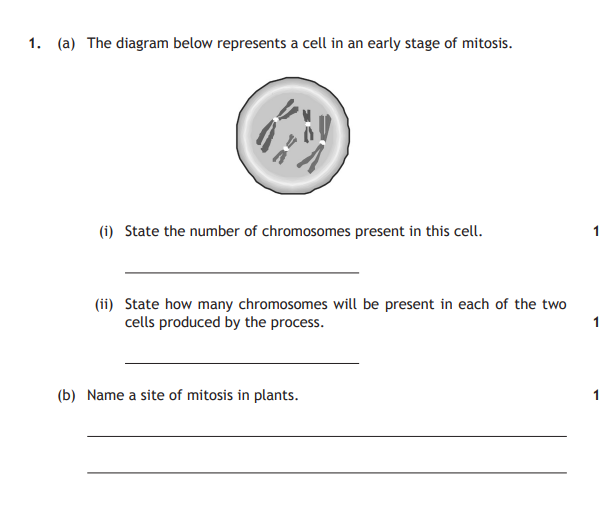 1. (a) The diagram below represents a cell in an early stage of mitosis.
(i) State the number of chromosomes present in this cell. 1
(ii) State how many chromosomes will be present in each of the two
cells produced by the process. 1
(b) Name a site of mitosis in plants. 1